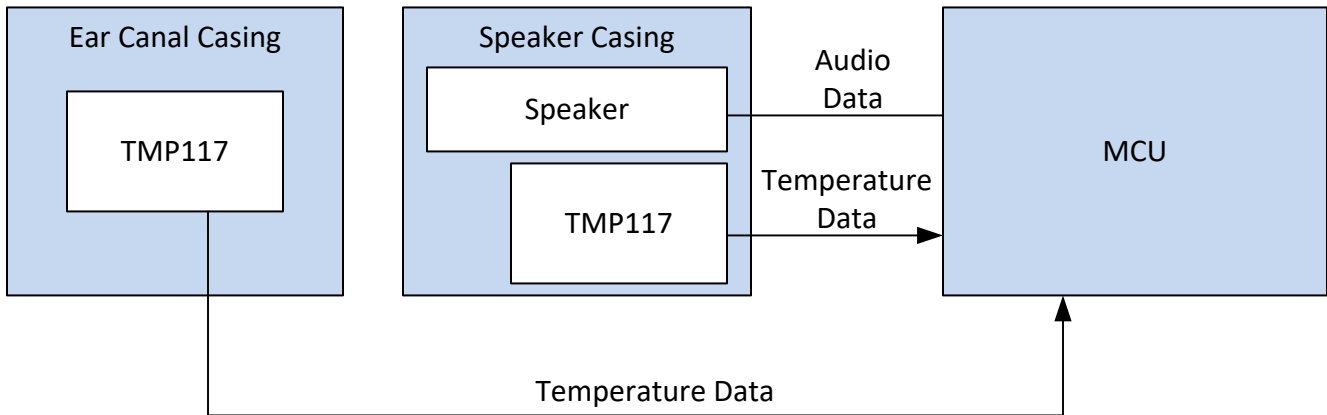 Ear Canal Casing
TMP117
Speaker Casing
Speaker
TMP117
Audio
Data
Temperature
Data
MCU
Temperature Data